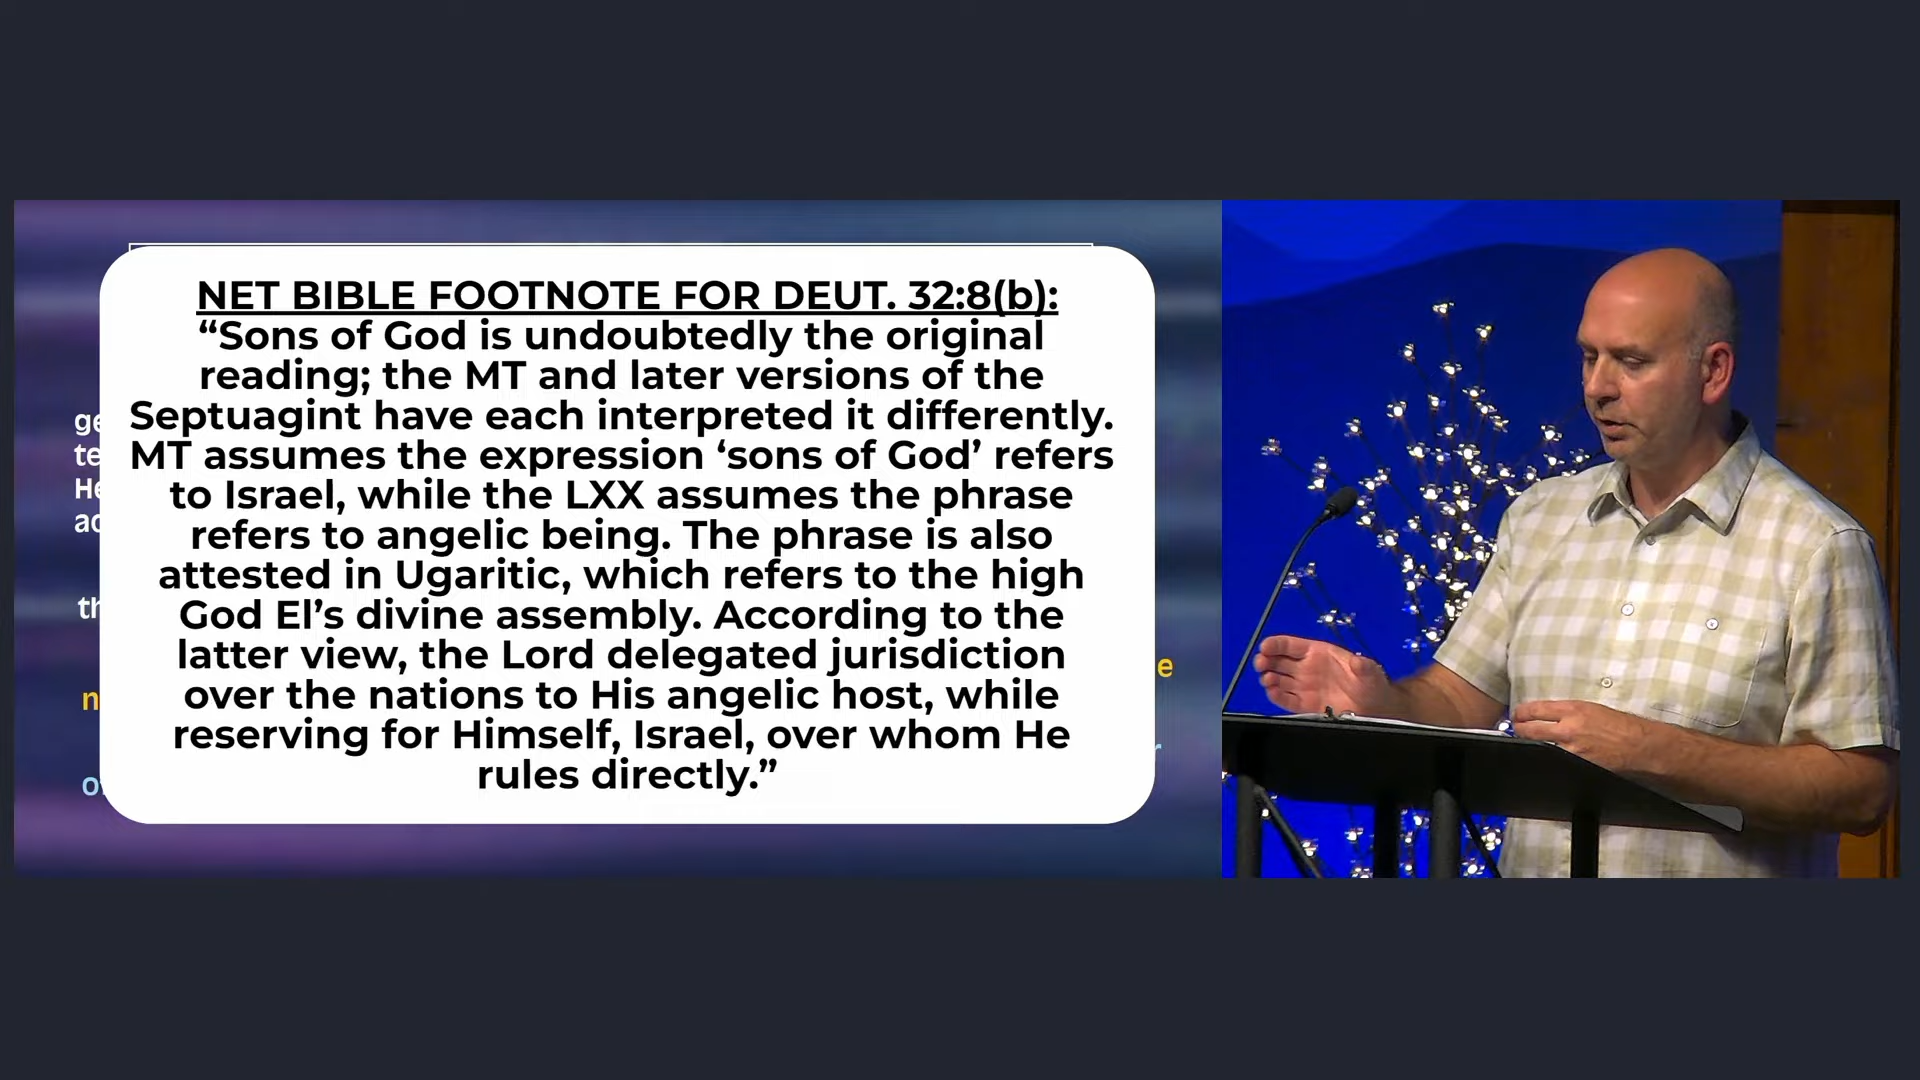 NET BIBLE FOOTNOTE FOR DEUT. 32:8(b):
“Sons of God is undoubtedly the original
reading; the MT and later versions of the
Septuagint have each interpreted it differently.
MT assumes the expression ‘sons of God’ refers
to Israel, while the LXX assumes the phrase
refers to angelic being. The phrase is also
attested in Ugaritic, which refers to the high
God El’s divine assembly. According to the
latter view, the Lord delegated jurisdiction
over the nations to His angelic host, while
reserving for Himself, Israel, over whom He
rules directly.”